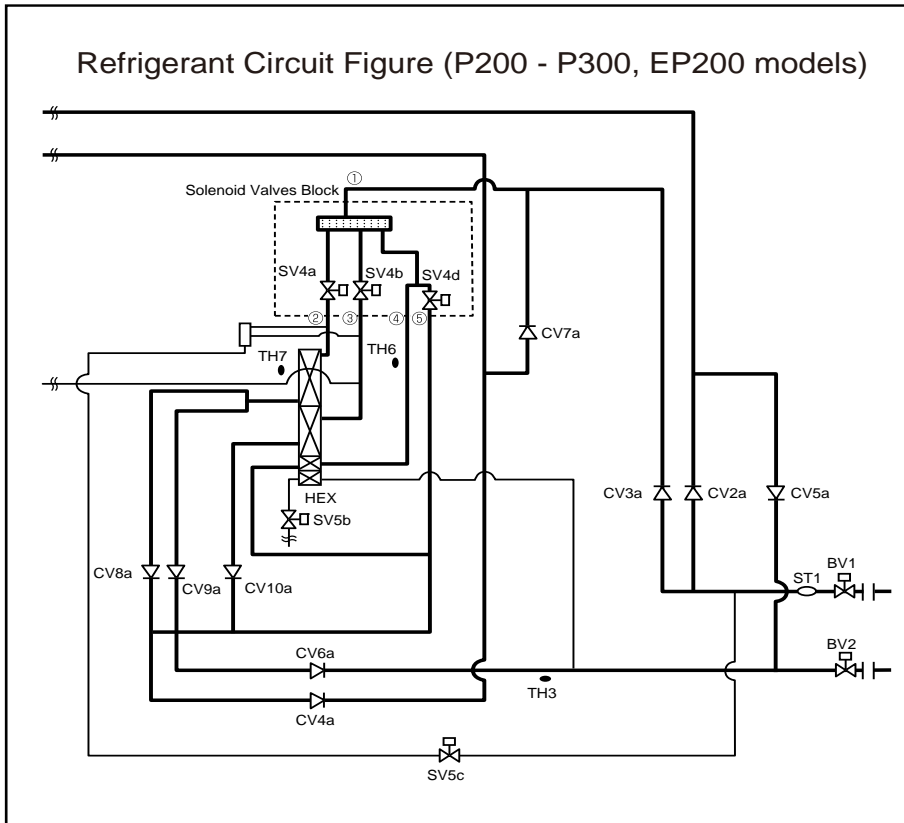 Refrigerant Circuit Figure (P200 - P300, EP200 models)
Solenoid Valves Block
①
SV4a
SV4b
SV4d
②
③
④
⑤
TH7
TH6
CV7a
HEX
SV5b
CV3a
CV2a
CV5a
CV8a
CV9a
CV10a
ST1
BV1
CV6a
BV2
TH3
CV4a
SV5c